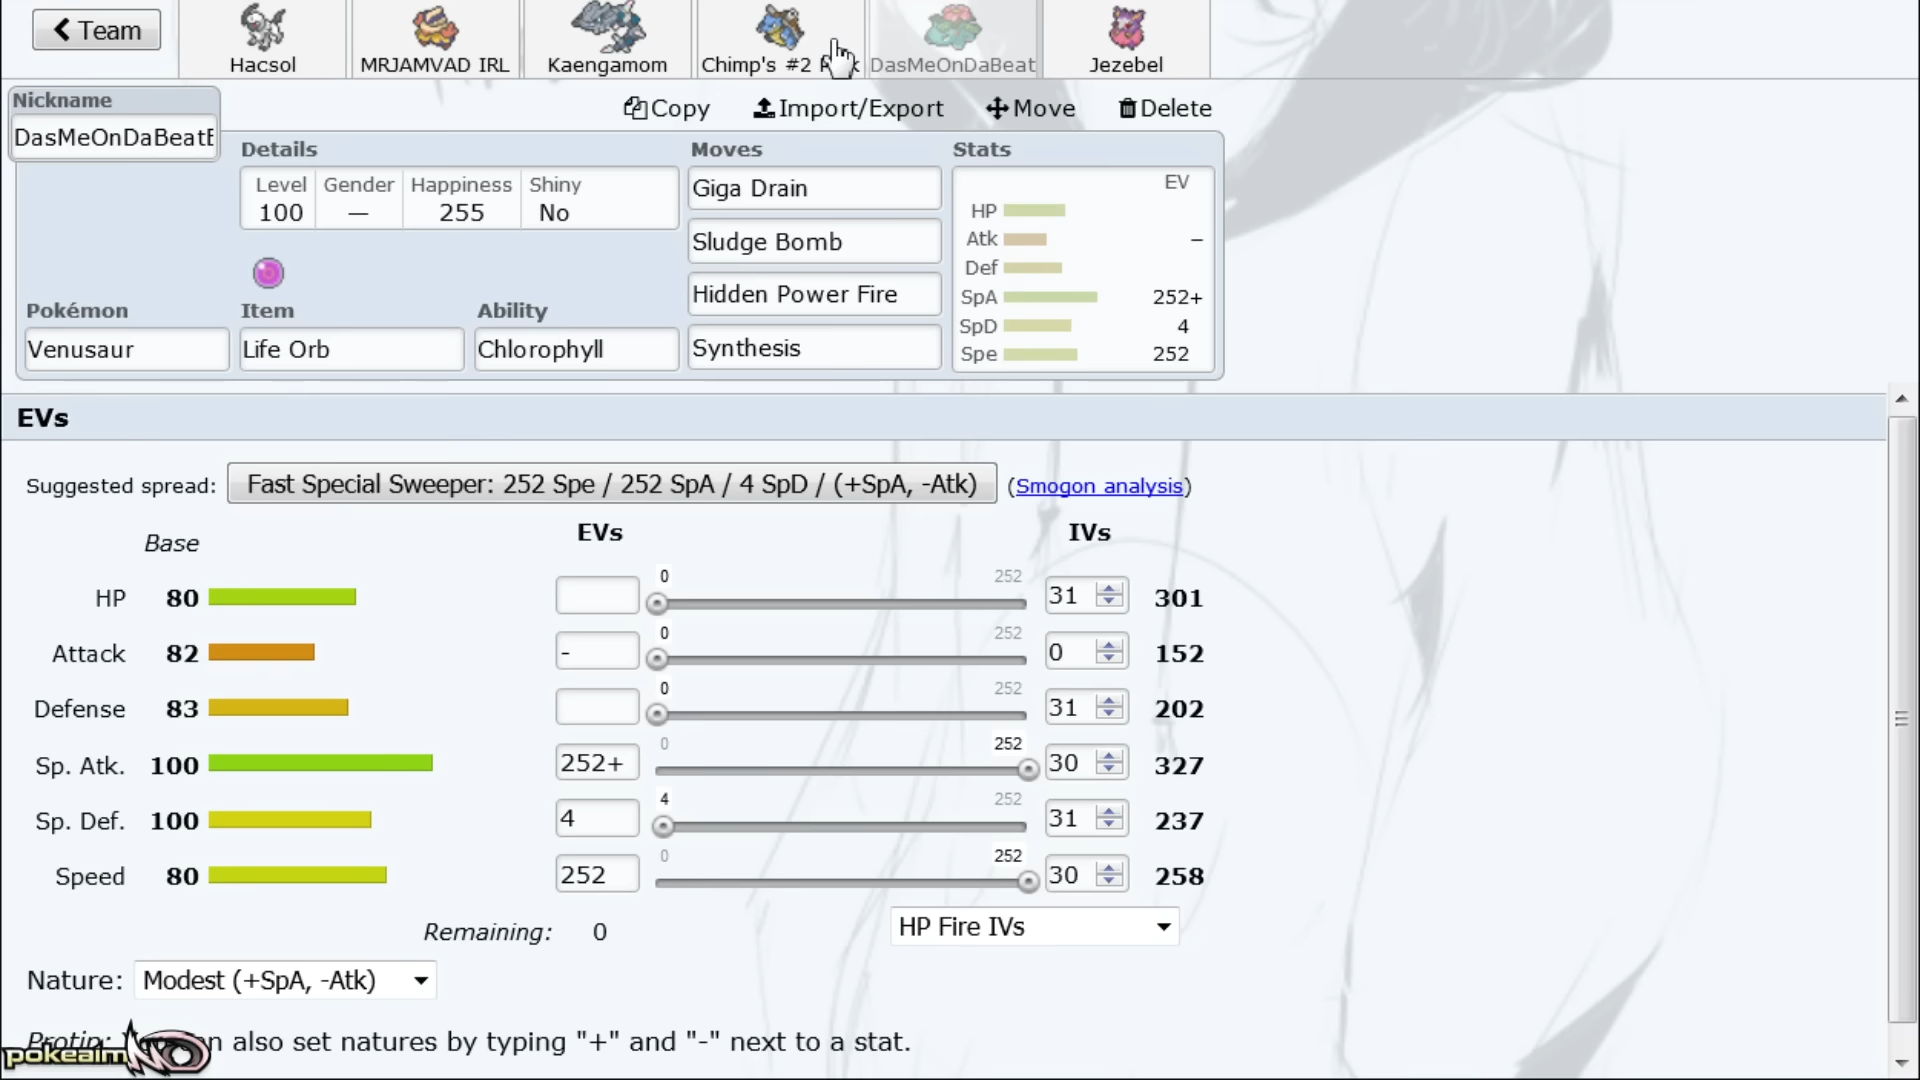 Team
Hacsol
MRJAMVAD IRL
Kaengamom
Chimp's #2
DasMeOnDaBeat
Jezebel
Nickname
DasMeOnDaBeatB
Copy
Import/Export
Move
Delete
Details
Moves
Stats
Level
Gender
Happiness
Shiny
100
—
255
No
Giga Drain
Sludge Bomb
Hidden Power Fire
Synthesis
EV
HP
Atk –
Def
SpA 252+
SpD 4
Spe 252
Pokémon
Item
Ability
Venusaur
Life Orb
Chlorophyll
EVs
Suggested spread: Fast Special Sweeper: 252 Spe / 252 SpA / 4 SpD / (+SpA, -Atk) (Smogon analysis)
Base EVs IVs
0 252
HP 80 31 301
0 252
Attack 82 - 0 152
0 252
Defense 83 31 202
0 252
Sp. Atk. 100 252+ 30 327
4 252
Sp. Def. 100 4 31 237
0 252
Speed 80 252 30 258
Remaining: 0 HP Fire IVs
Nature: Modest (+SpA, -Atk)
Protip: also set natures by typing "+" and "-" next to a stat.
pokeaimMD